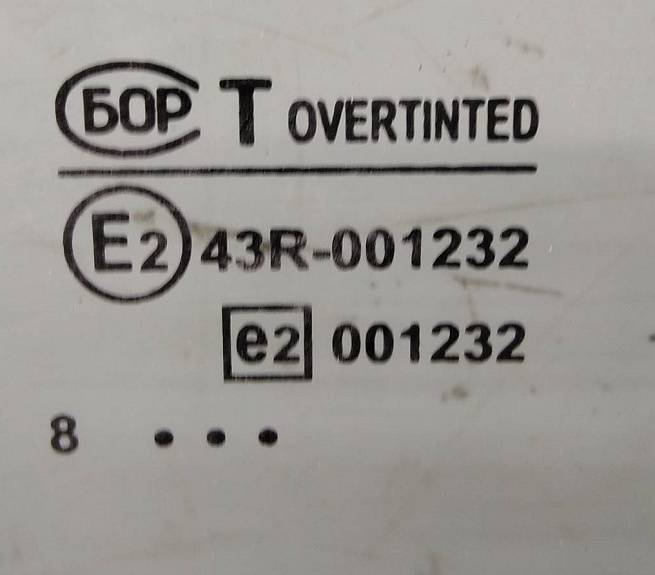 БОР T OVERTINTED
E2 43R-001232
e2 001232
8 • • •